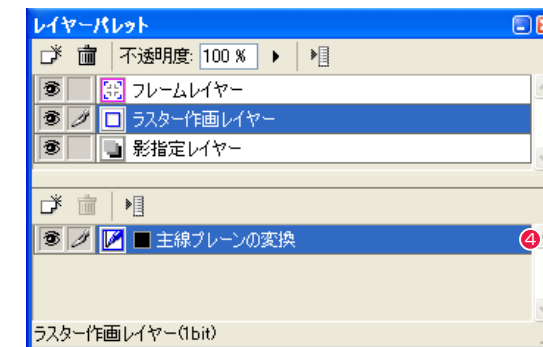 レイヤーパレット
不透明度: 100 %
フレームレイヤー
ラスター作画レイヤー
影指定レイヤー
主線プレーンの変換
4
ラスター作画レイヤー(1bit)